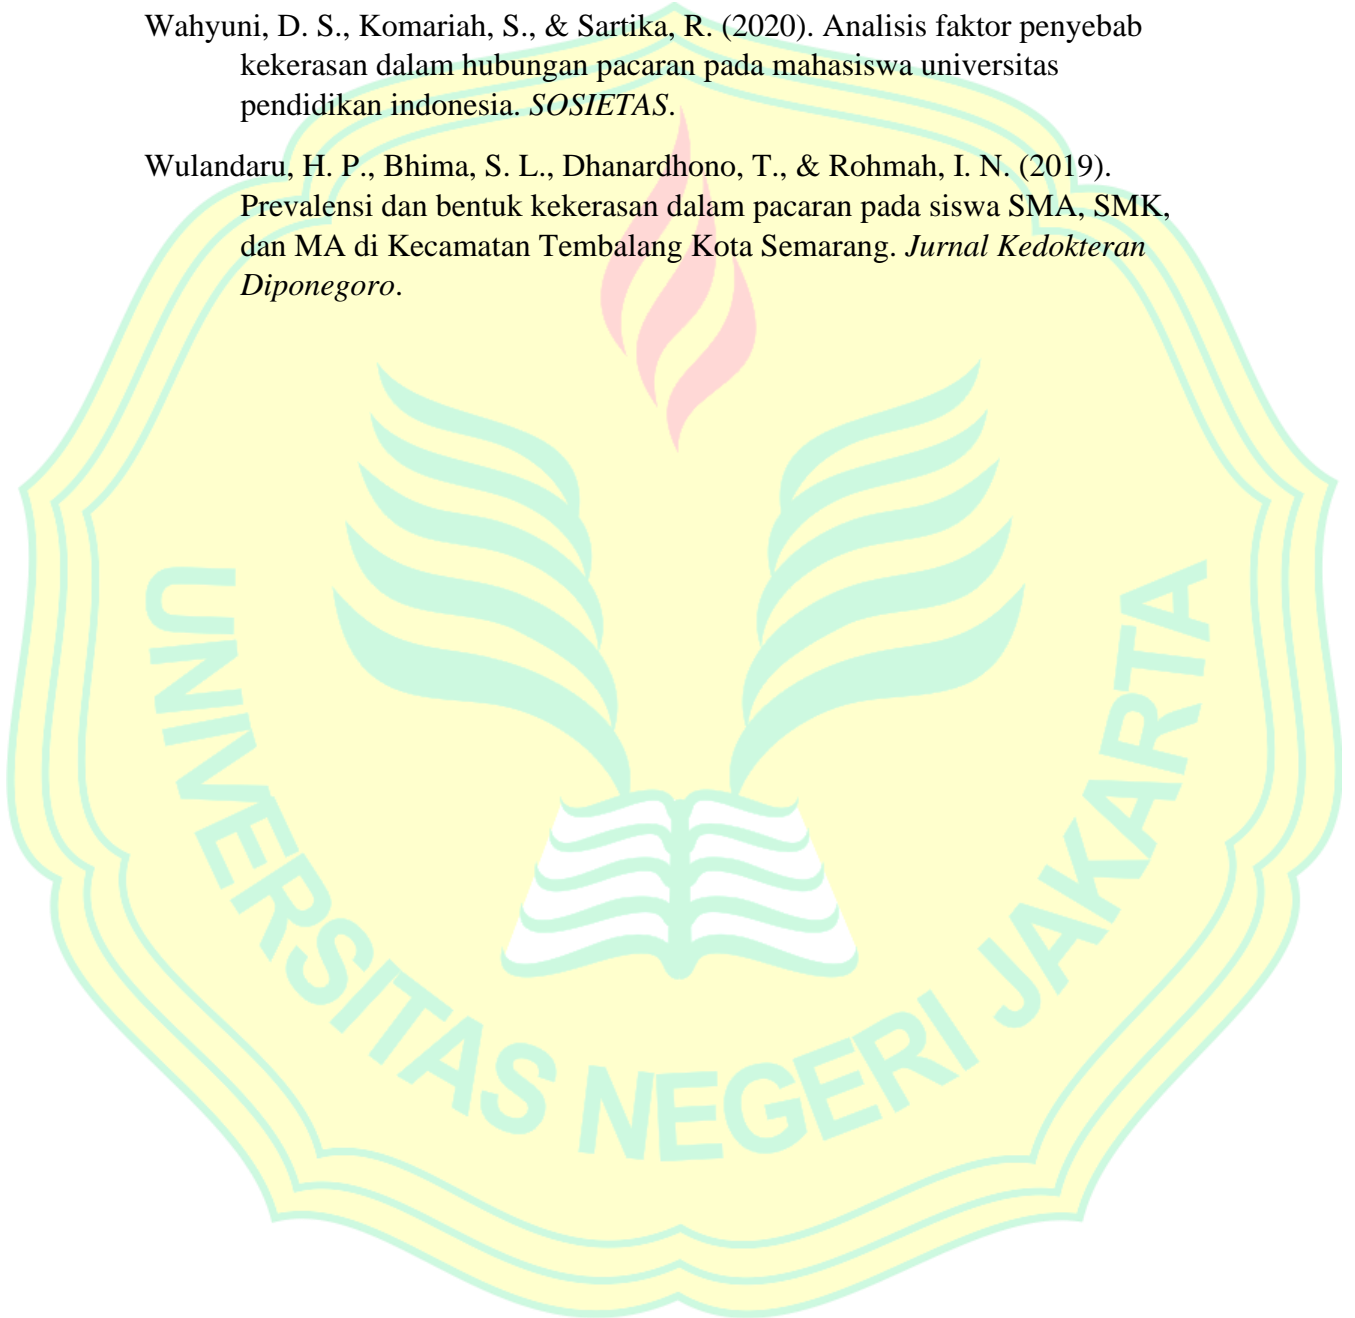 Wahyuni, D. S., Komariah, S., & Sartika, R. (2020). Analisis faktor penyebab
kekerasan dalam hubungan pacaran pada mahasiswa universitas
pendidikan indonesia. SOSIETAS.
Wulandaru, H. P., Bhima, S. L., Dhanardhono, T., & Rohmah, I. N. (2019).
Prevalensi dan bentuk kekerasan dalam pacaran pada siswa SMA, SMK,
dan MA di Kecamatan Tembalang Kota Semarang. Jurnal Kedokteran
Diponegoro.
UNIVERSITAS NEGERI JAKARTA